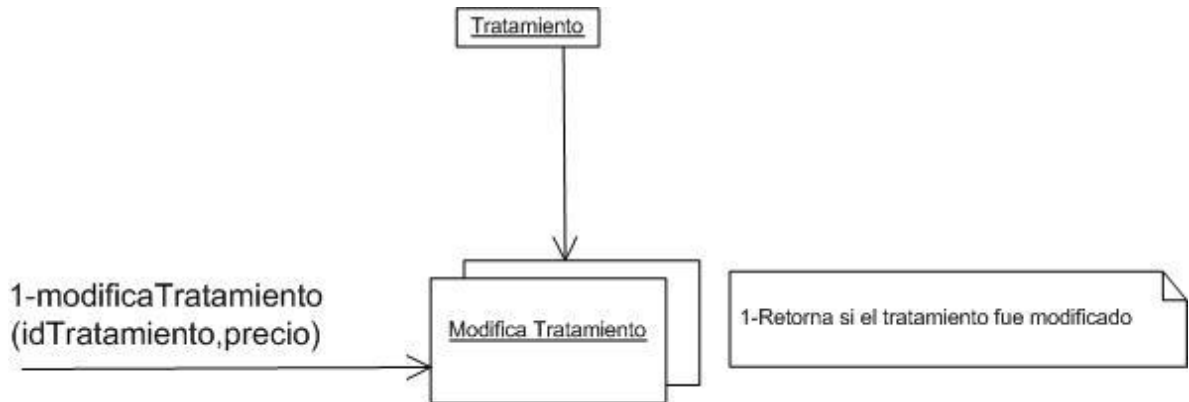 Tratamiento
1-modificaTratamiento
(idTratamiento,precio)
Modifica Tratamiento
1-Retorna si el tratamiento fue modificado